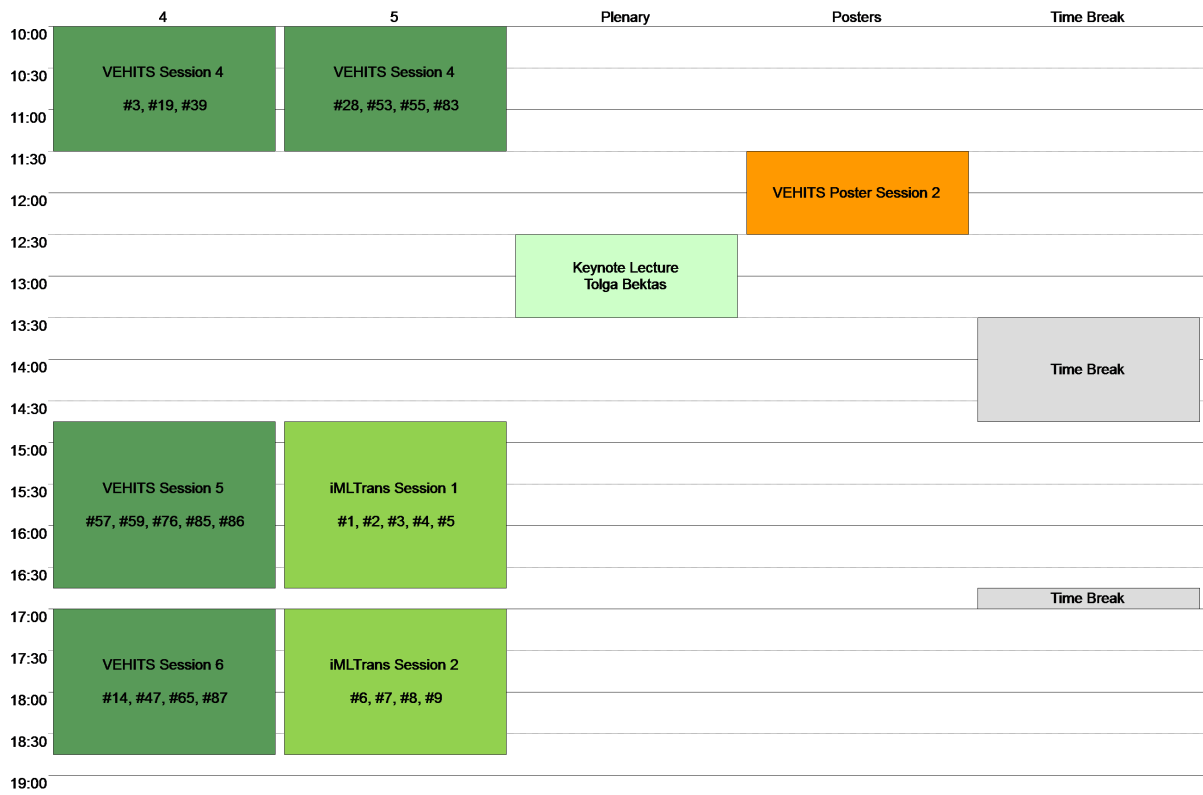 4 5 Plenary Posters Time Break
10:00
VEHITS Session 4
#3, #19, #39
VEHITS Session 4
#28, #53, #55, #83
10:30
11:00
11:30
VEHITS Poster Session 2
12:00
12:30
Keynote Lecture
Tolga Bektas
13:00
13:30
Time Break
14:00
14:30
15:00
VEHITS Session 5
#57, #59, #76, #85, #86
iMLTrans Session 1
#1, #2, #3, #4, #5
15:30
16:00
16:30
Time Break
17:00
VEHITS Session 6
#14, #47, #65, #87
iMLTrans Session 2
#6, #7, #8, #9
17:30
18:00
18:30
19:00